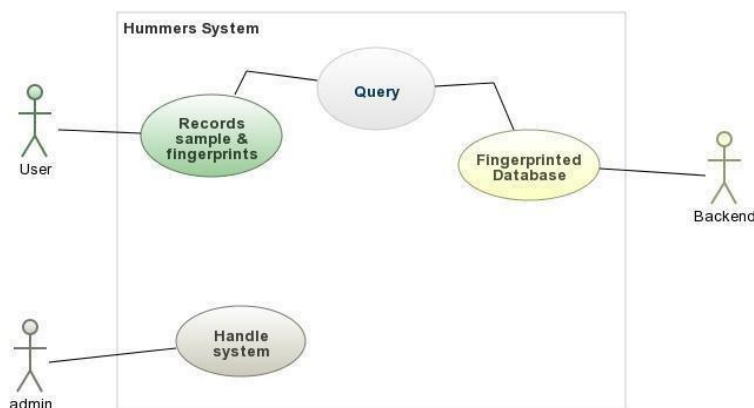 Hummers System
Query
Records
sample &
fingerprints
Fingerprinted
Database
User
Backend
Handle
system
admin